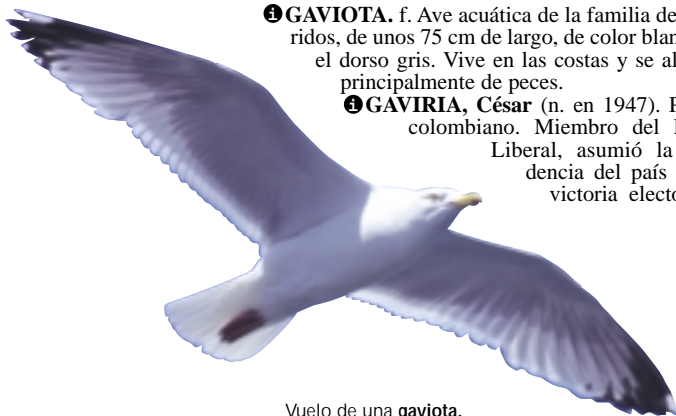 GAVIOTA. f. Ave acuática de la familia de
ridos, de unos 75 cm de largo, de color blan
el dorso gris. Vive en las costas y se al
principalmente de peces.
GAVIRIA, César (n. en 1947).
colombiano. Miembro del
Liberal, asumió la
dencia del país
victoria elect
Vuelo de una gaviota.